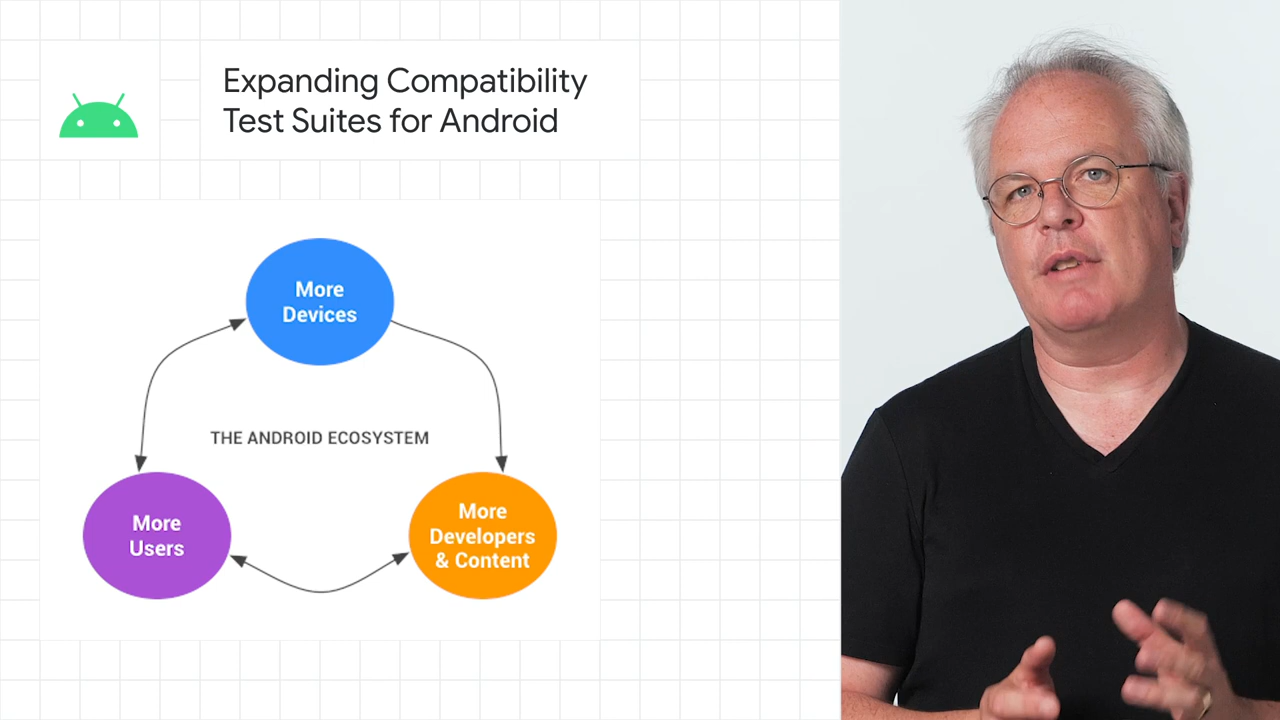 Expanding Compatibility
Test Suites for Android
More
Devices
THE ANDROID ECOSYSTEM
More
Users
More
Developers
& Content